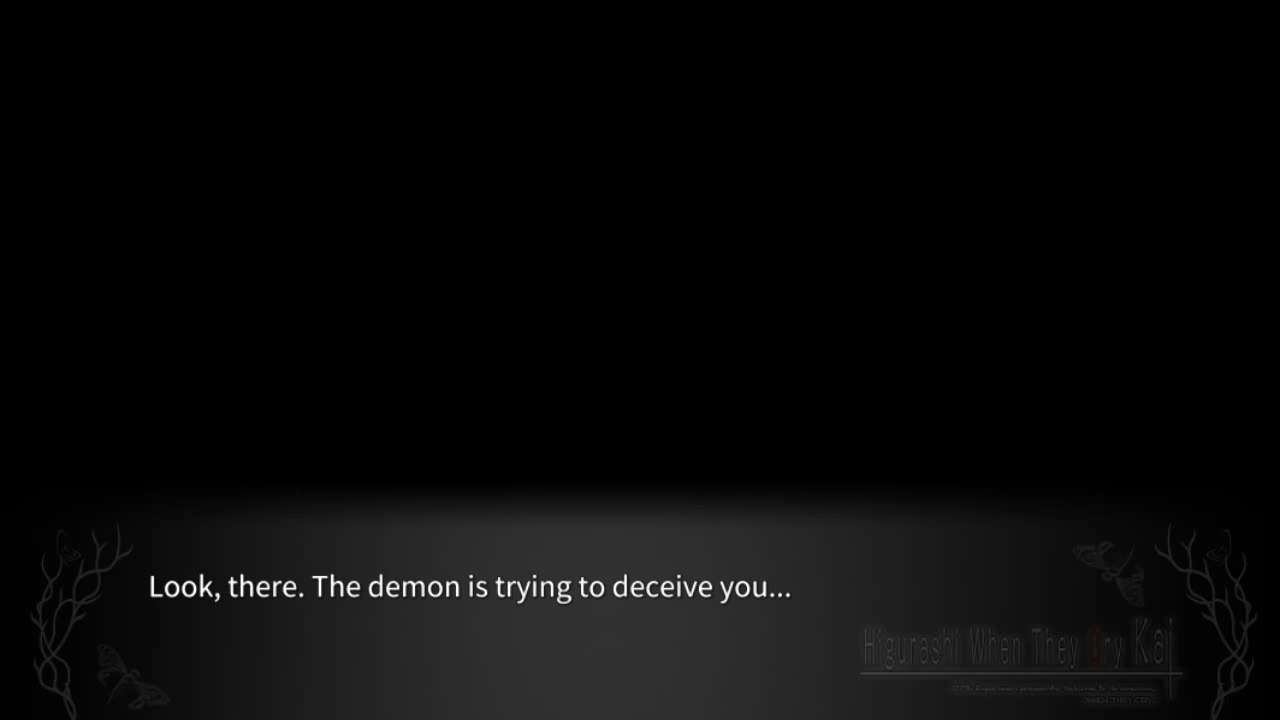 Look, there. The demon is trying to deceive you...
Higurashi When They Cry Kai